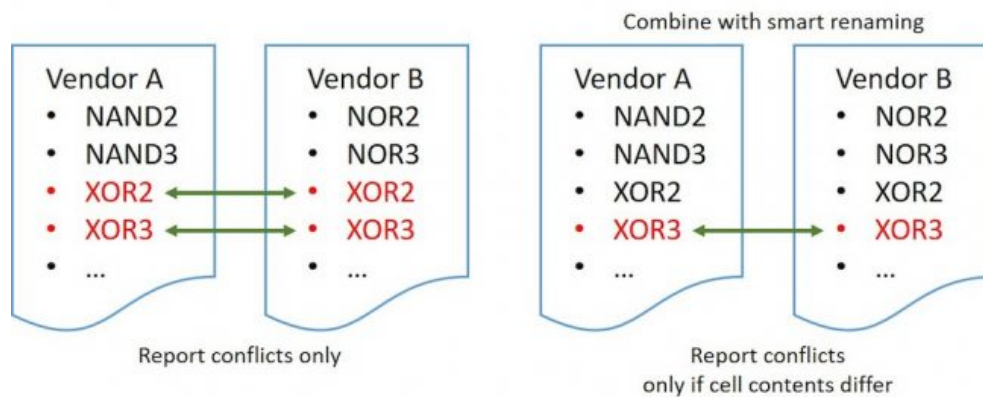 Combine with smart renaming
Vendor A
• NAND2
• NAND3
• XOR2
• XOR3
• ...
Vendor B
• NOR2
• NOR3
• XOR2
• XOR3
• ...
Report conflicts only
Vendor A
• NAND2
• NAND3
• XOR2
• XOR3
• ...
Vendor B
• NOR2
• NOR3
• XOR2
• XOR3
• ...
Report conflicts
only if cell contents differ